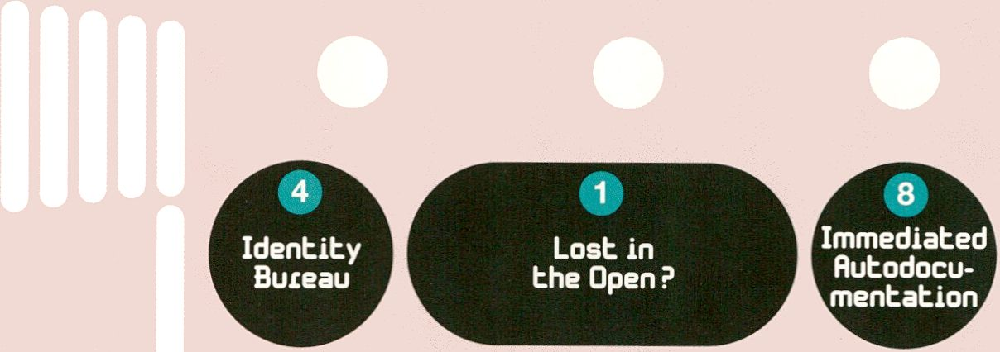 4
Identity
Bureau
1
Lost in
the Open?
8
Immediated
Autodocu-
mentation